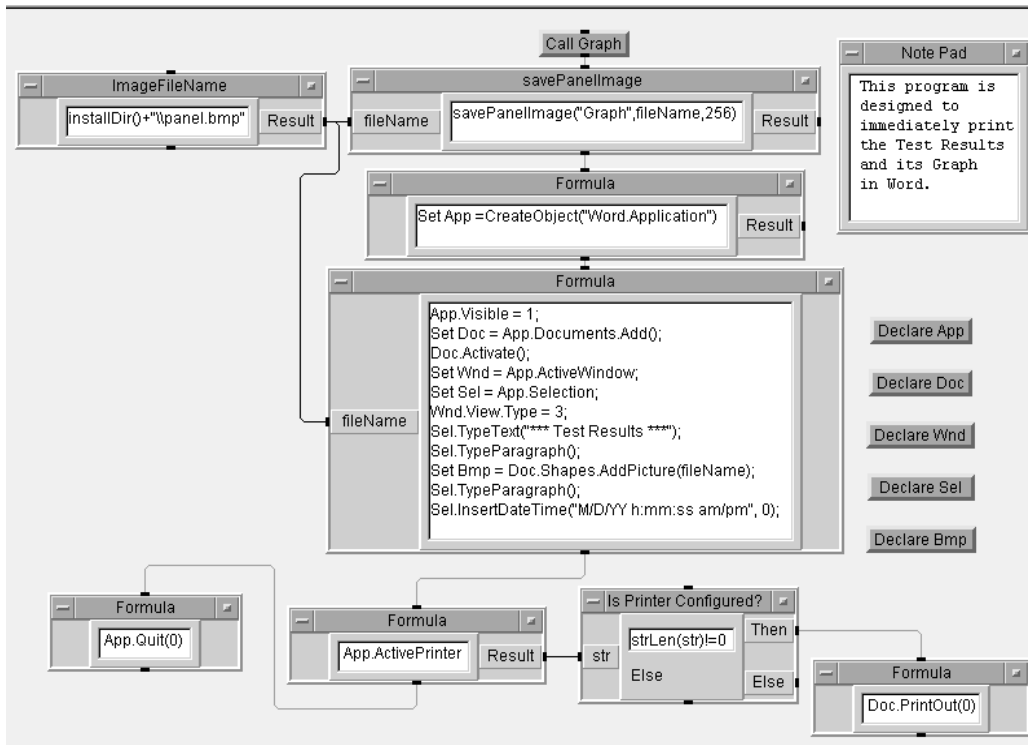 Call Graph
ImageFileName
installDir()+"\\panel.bmp"
Result
savePanelImage
fileName
savePanelImage("Graph",fileName,256)
Result
Note Pad
This program is
designed to
immediately print
the Test Results
and its Graph
in Word.
Formula
Set App =CreateObject("Word.Application")
Result
Formula
fileName
App.Visible = 1;
Set Doc = App.Documents.Add();
Doc.Activate();
Set Wnd = App.ActiveWindow;
Set Sel = App.Selection;
Wnd.View.Type = 3;
Sel.TypeText("*** Test Results ***");
Sel.TypeParagraph();
Set Bmp = Doc.Shapes.AddPicture(fileName);
Sel.TypeParagraph();
Sel.InsertDateTime("M/D/YY h:mm:ss am/pm", 0);
Declare App
Declare Doc
Declare Wnd
Declare Sel
Declare Bmp
Formula
App.Quit(0)
Formula
App.ActivePrinter
Result
Is Printer Configured?
str
strLen(str)!=0
Then
Else
Else
Formula
Doc.PrintOut(0)